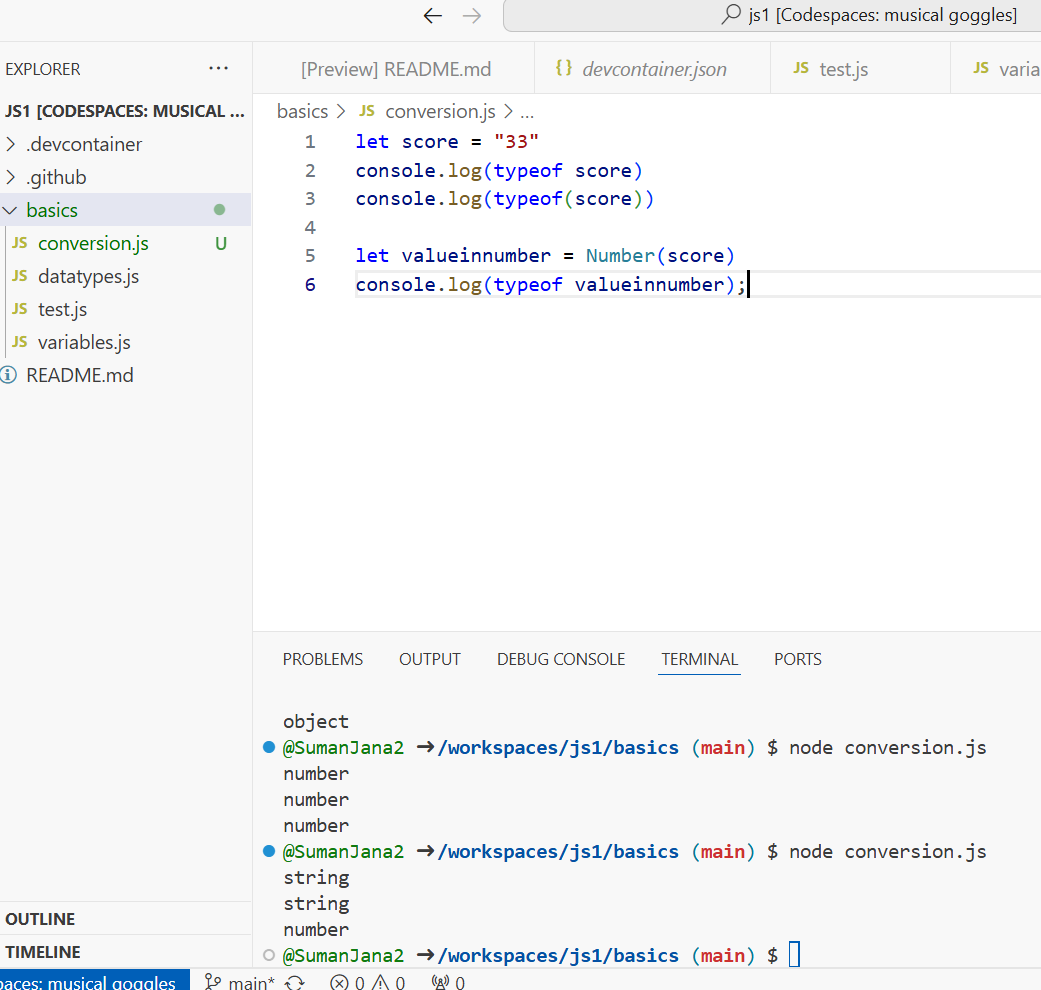 js1 [Codespaces: musical goggles]
EXPLORER
[Preview] README.md
{} devcontainer.json
JS test.js
JS varia
JS1 [CODESPACES: MUSICAL ...
basics > JS conversion.js > ...
.devcontainer
.github
basics
JS conversion.js U
JS datatypes.js
JS test.js
JS variables.js
README.md
1 let score = "33"
2 console.log(typeof score)
3 console.log(typeof(score))
4
5 let valueinnumber = Number(score)
6 console.log(typeof valueinnumber);
PROBLEMS OUTPUT DEBUG CONSOLE TERMINAL PORTS
object
@SumanJana2 ➜/workspaces/js1/basics (main) $ node conversion.js
number
number
number
@SumanJana2 ➜/workspaces/js1/basics (main) $ node conversion.js
string
string
number
@SumanJana2 ➜/workspaces/js1/basics (main) $
OUTLINE
TIMELINE
paces: musical goggles main* 0 0 0